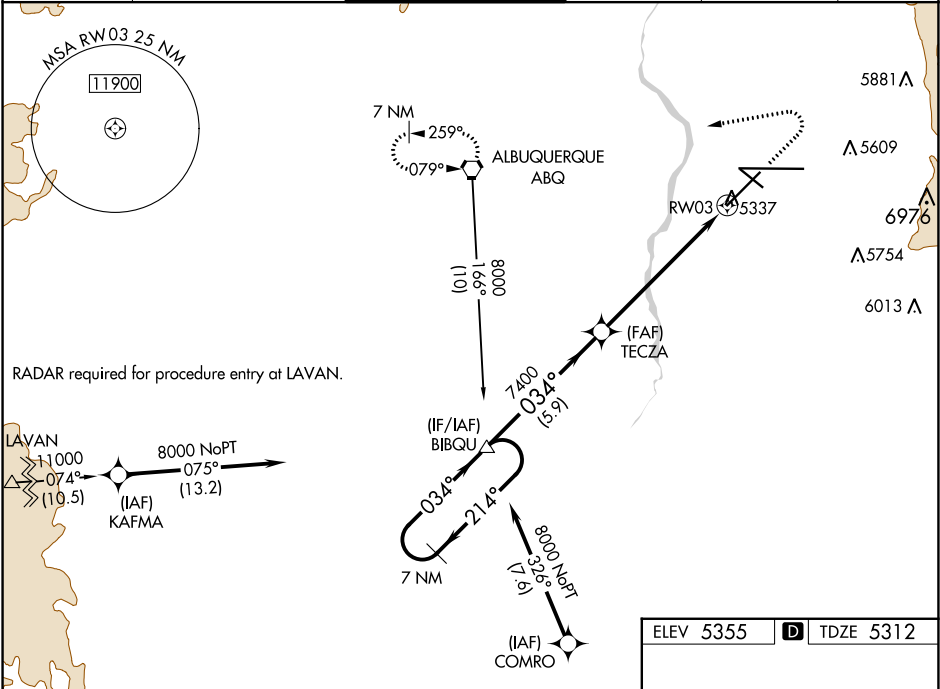 MSA RW03 25 NM
11900
5881
7 NM
259°
079°
ALBUQUERQUE
ABQ
5609
RW03
5337
6976
5754
6013
8000
166°
(10)
(FAF)
TECZA
RADAR required for procedure entry at LAVAN.
7400
034°
(5.9)
(IF/IAF)
BIBQU
LAVAN
11000
074°
(10.5)
8000 NoPT
075°
(13.2)
(IAF)
KAFMA
034°
214°
7 NM
8000 NoPT
326°
(7.6)
(IAF)
COMRO
ELEV 5355 D TDZE 5312